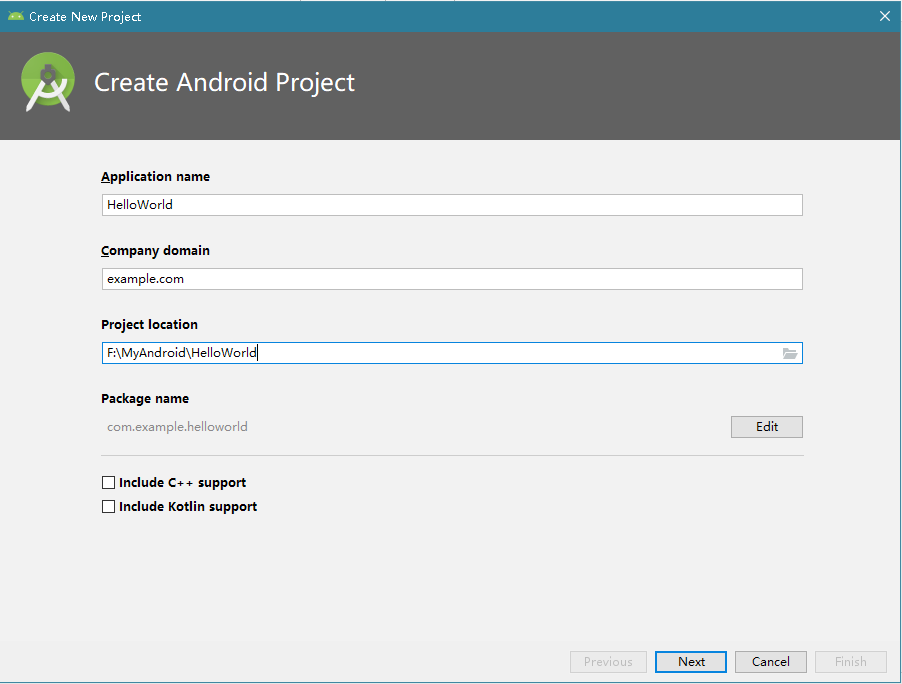 Create New Project
Create Android Project
Application name
HelloWorld
Company domain
example.com
Project location
F:\MyAndroid\HelloWorld
Package name
com.example.helloworld
Edit
Include C++ support
Include Kotlin support
Previous Next Cancel Finish